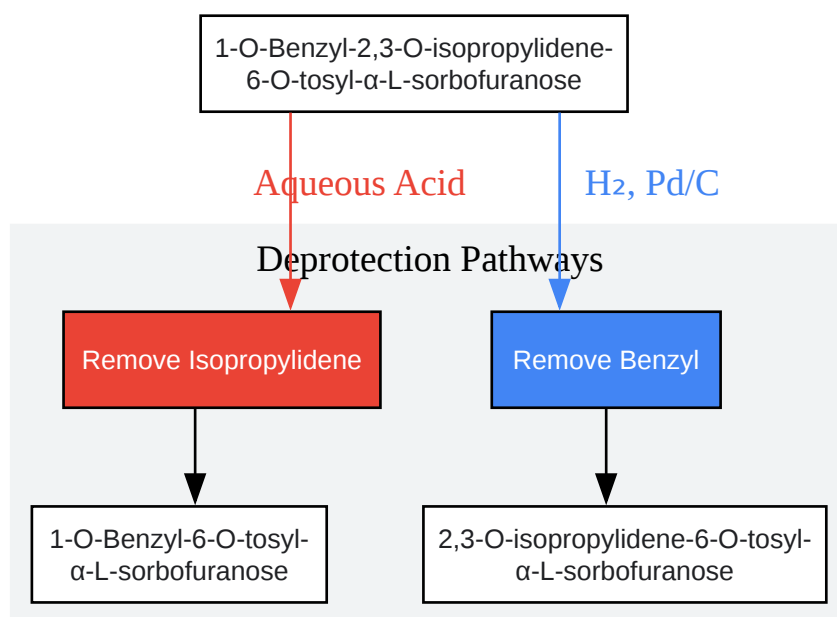 1-O-Benzyl-2,3-O-isopropylidene-
6-O-tosyl-α-L-sorbofuranose
Aqueous Acid
H₂, Pd/C
Deprotection Pathways
Remove Isopropylidene
Remove Benzyl
1-O-Benzyl-6-O-tosyl-
α-L-sorbofuranose
2,3-O-isopropylidene-6-O-tosyl-
α-L-sorbofuranose